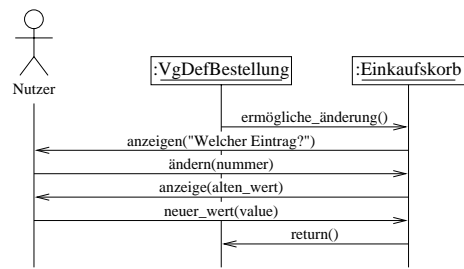 :VgDefBestellung
:Einkaufskorb
Nutzer
ermögliche_änderung()
anzeigen("Welcher Eintrag?")
ändern(nummer)
anzeige(alten_wert)
neuer_wert(value)
return()